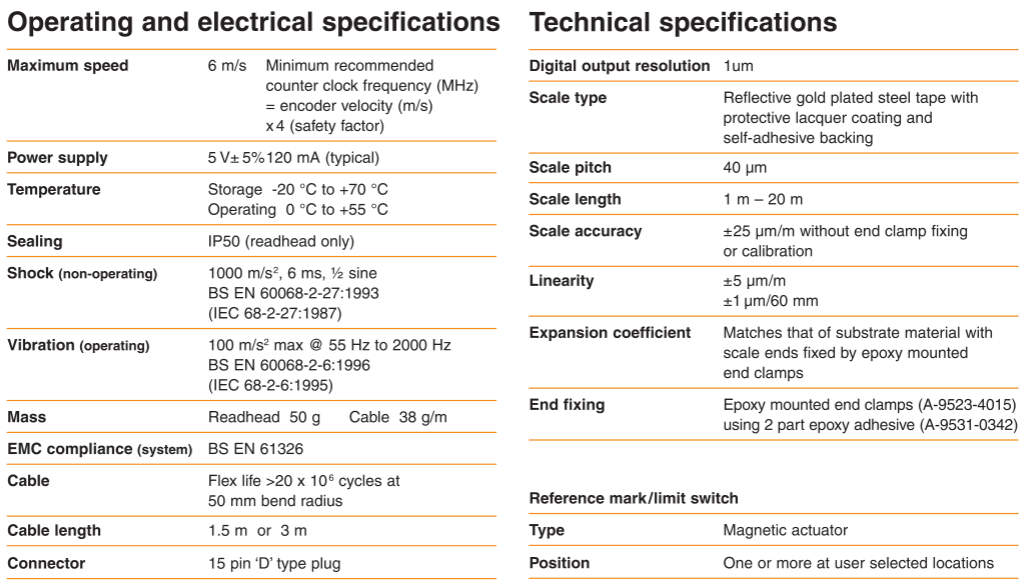 Operating and electrical specifications
Maximum speed 6 m/s Minimum recommended
counter clock frequency (MHz)
= encoder velocity (m/s)
x 4 (safety factor)
Power supply 5 V± 5%120 mA (typical)
Temperature Storage -20 °C to +70 °C
Operating 0 °C to +55 °C
Sealing IP50 (readhead only)
Shock (non-operating) 1000 m/s², 6 ms, ½ sine
BS EN 60068-2-27:1993
(IEC 68-2-27:1987)
Vibration (operating) 100 m/s² max @ 55 Hz to 2000 Hz
BS EN 60068-2-6:1996
(IEC 68-2-6:1995)
Mass Readhead 50 g Cable 38 g/m
EMC compliance (system) BS EN 61326
Cable Flex life >20 x 10⁶ cycles at
50 mm bend radius
Cable length 1.5 m or 3 m
Connector 15 pin ‘D’ type plug
Technical specifications
Digital output resolution 1um
Scale type Reflective gold plated steel tape with
protective lacquer coating and
self-adhesive backing
Scale pitch 40 µm
Scale length 1 m – 20 m
Scale accuracy ±25 µm/m without end clamp fixing
or calibration
Linearity ±5 µm/m
±1 µm/60 mm
Expansion coefficient Matches that of substrate material with
scale ends fixed by epoxy mounted
end clamps
End fixing Epoxy mounted end clamps (A-9523-4015)
using 2 part epoxy adhesive (A-9531-0342)
Reference mark/limit switch
Type Magnetic actuator
Position One or more at user selected locations